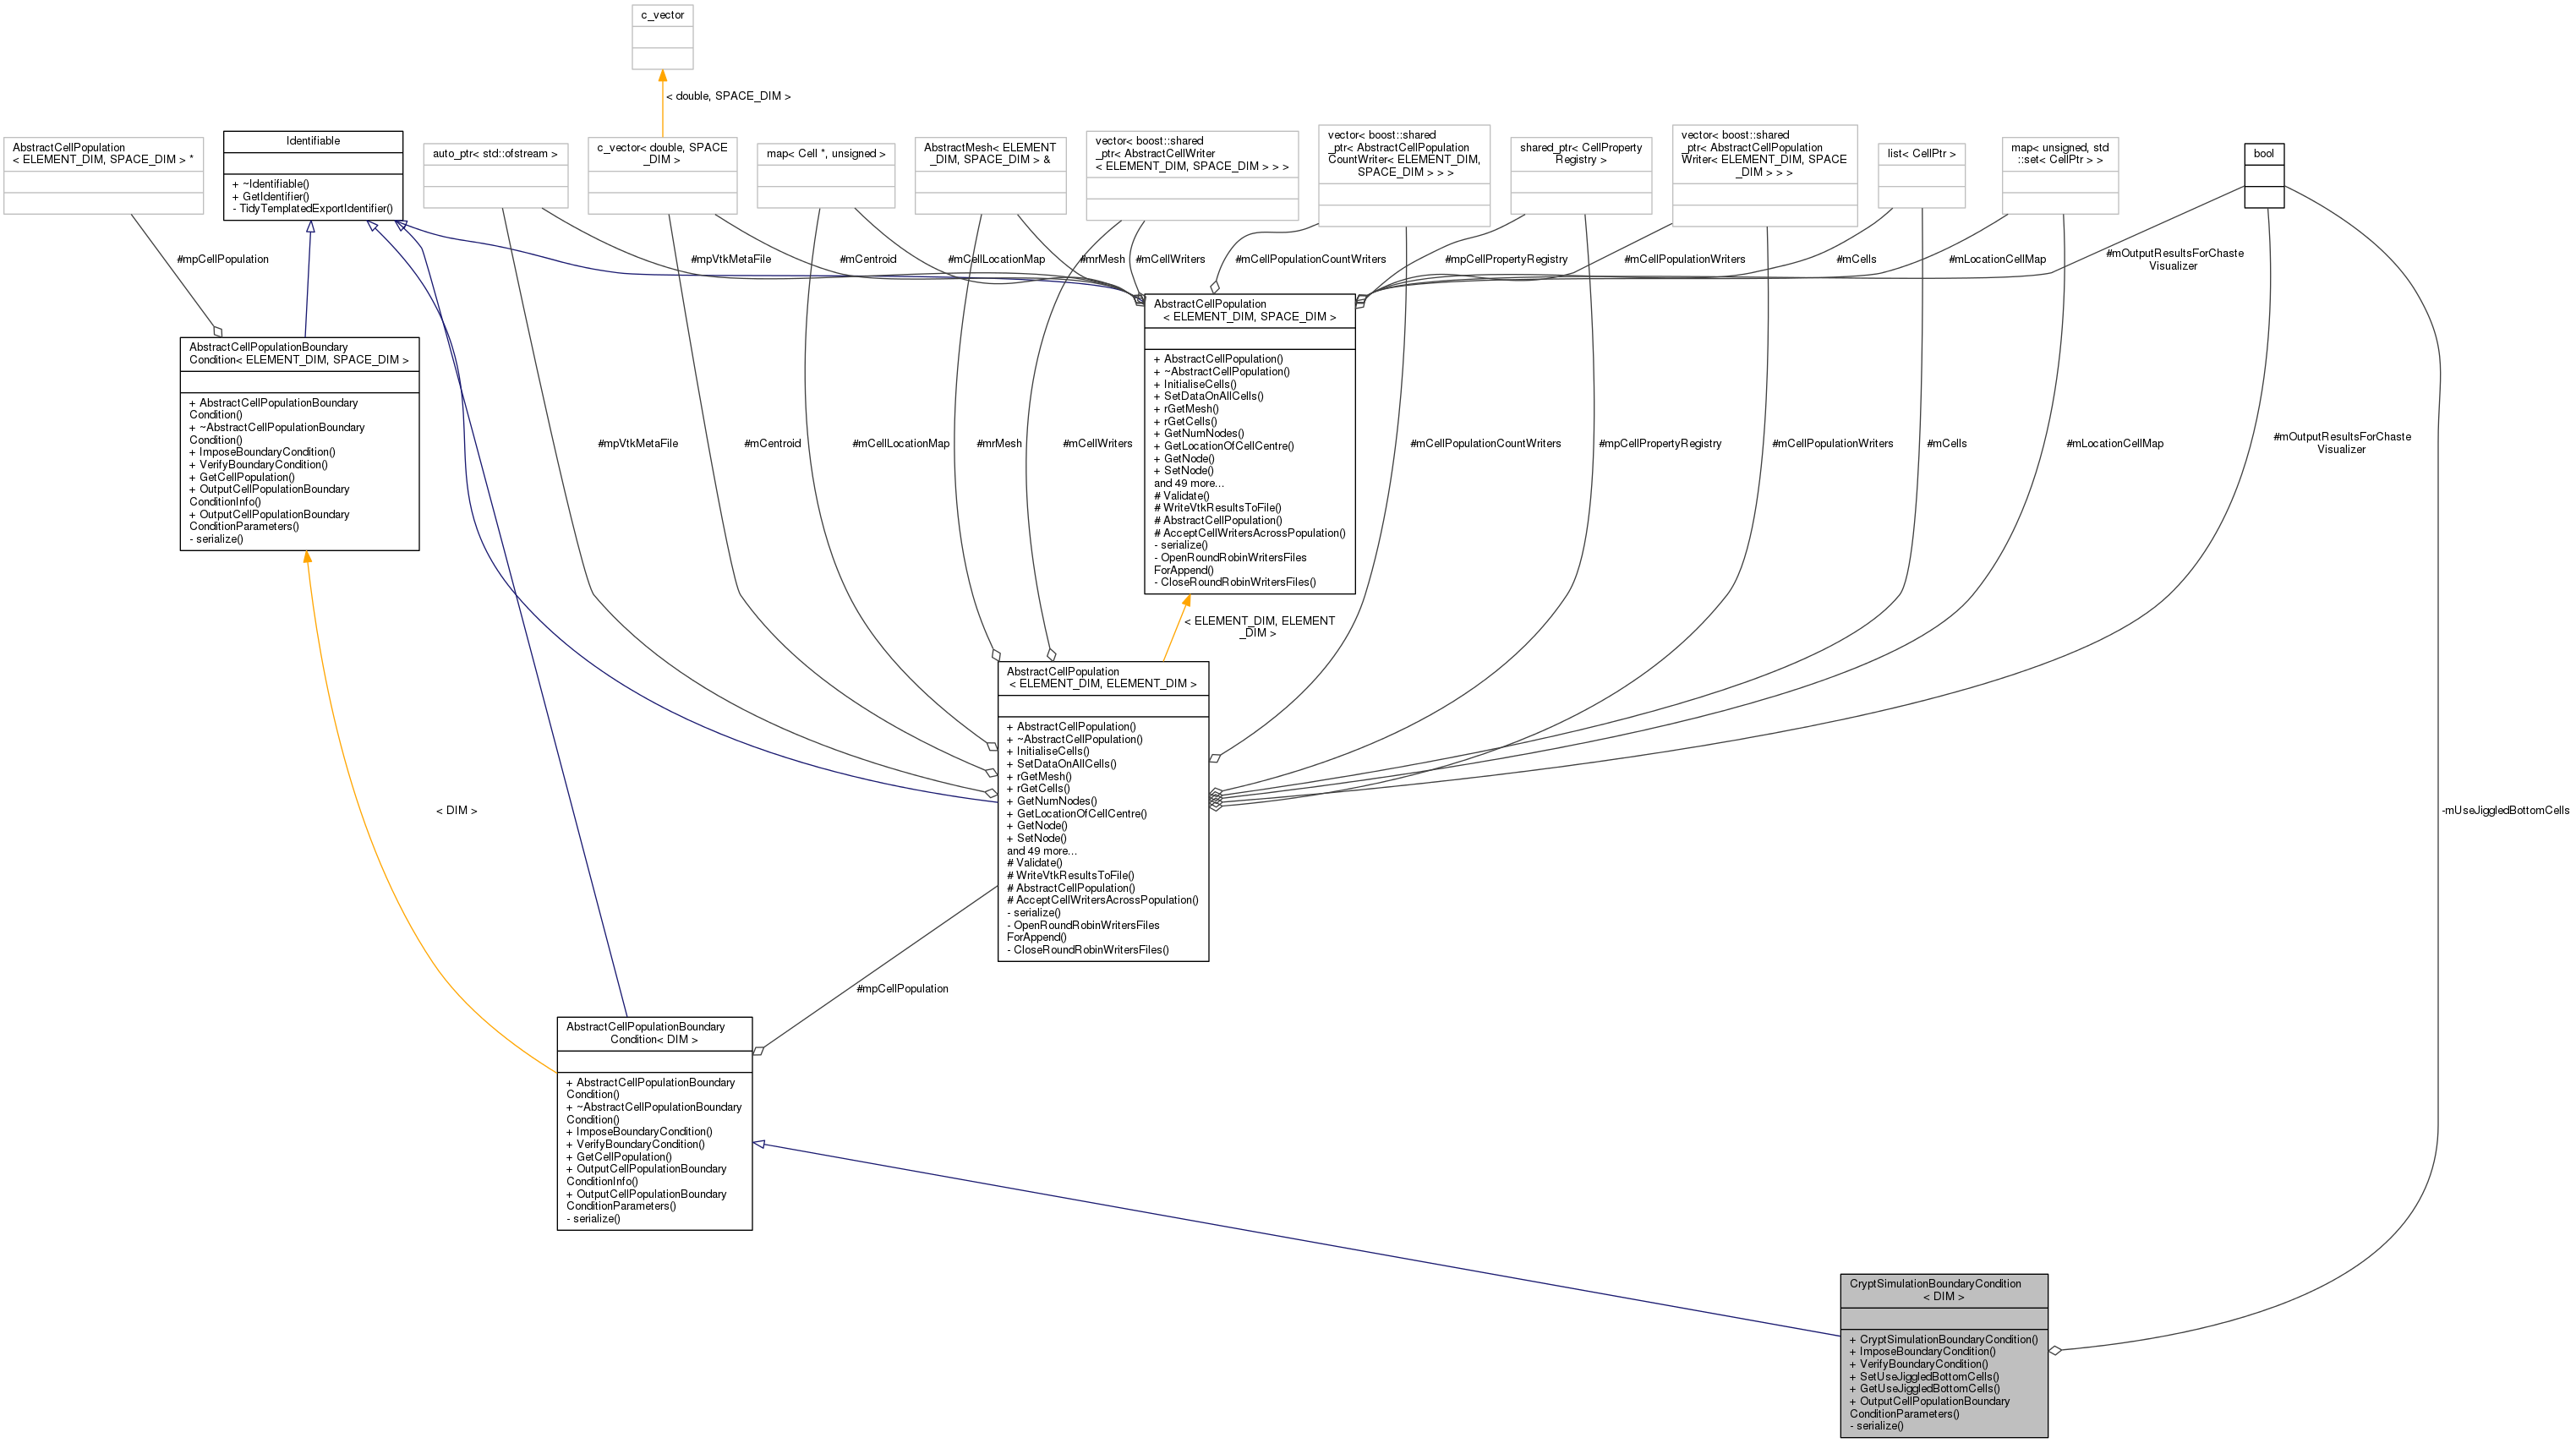 c_vector
< double, SPACE_DIM >
AbstractCellPopulation
< ELEMENT_DIM, SPACE_DIM > *
Identifiable
+ ~Identifiable()
+ GetIdentifier()
- TidyTemplatedExportIdentifier()
auto_ptr< std::ofstream >
c_vector< double, SPACE
_DIM >
map< Cell *, unsigned >
AbstractMesh< ELEMENT
_DIM, SPACE_DIM > &
vector< boost::shared
_ptr< AbstractCellWriter
< ELEMENT_DIM, SPACE_DIM > > >
vector< boost::shared
_ptr< AbstractCellPopulation
CountWriter< ELEMENT_DIM,
SPACE_DIM > > >
shared_ptr< CellProperty
Registry >
vector< boost::shared
_ptr< AbstractCellPopulation
Writer< ELEMENT_DIM, SPACE
_DIM > > >
list< CellPtr >
map< unsigned, std
::set< CellPtr > >
bool
#mpCellPopulation
#mpVtkMetaFile
#mCentroid
#mCellLocationMap
#mrMesh
#mCellWriters
#mCellPopulationCountWriters
#mpCellPropertyRegistry
#mCellPopulationWriters
#mCells
#mLocationCellMap
#mOutputResultsForChaste
Visualizer
AbstractCellPopulationBoundary
Condition< ELEMENT_DIM, SPACE_DIM >
+ AbstractCellPopulationBoundary
Condition()
+ ~AbstractCellPopulationBoundary
Condition()
+ ImposeBoundaryCondition()
+ VerifyBoundaryCondition()
+ GetCellPopulation()
+ OutputCellPopulationBoundary
ConditionInfo()
+ OutputCellPopulationBoundary
ConditionParameters()
- serialize()
AbstractCellPopulation
< ELEMENT_DIM, SPACE_DIM >
+ AbstractCellPopulation()
+ ~AbstractCellPopulation()
+ InitialiseCells()
+ SetDataOnAllCells()
+ rGetMesh()
+ rGetCells()
+ GetNumNodes()
+ GetLocationOfCellCentre()
+ GetNode()
+ SetNode()
and 49 more...
# Validate()
# WriteVtkResultsToFile()
# AbstractCellPopulation()
# AcceptCellWritersAcrossPopulation()
- serialize()
- OpenRoundRobinWritersFiles
ForAppend()
- CloseRoundRobinWritersFiles()
#mpVtkMetaFile
#mCentroid
#mCellLocationMap
#mrMesh
#mCellWriters
#mCellPopulationCountWriters
#mpCellPropertyRegistry
#mCellPopulationWriters
#mCells
#mLocationCellMap
#mOutputResultsForChaste
Visualizer
< ELEMENT_DIM, ELEMENT
_DIM >
AbstractCellPopulation
< ELEMENT_DIM, ELEMENT_DIM >
+ AbstractCellPopulation()
+ ~AbstractCellPopulation()
+ InitialiseCells()
+ SetDataOnAllCells()
+ rGetMesh()
+ rGetCells()
+ GetNumNodes()
+ GetLocationOfCellCentre()
+ GetNode()
+ SetNode()
and 49 more...
# Validate()
# WriteVtkResultsToFile()
# AbstractCellPopulation()
# AcceptCellWritersAcrossPopulation()
- serialize()
- OpenRoundRobinWritersFiles
ForAppend()
- CloseRoundRobinWritersFiles()
< DIM >
-mUseJiggledBottomCells
#mpCellPopulation
AbstractCellPopulationBoundary
Condition< DIM >
+ AbstractCellPopulationBoundary
Condition()
+ ~AbstractCellPopulationBoundary
Condition()
+ ImposeBoundaryCondition()
+ VerifyBoundaryCondition()
+ GetCellPopulation()
+ OutputCellPopulationBoundary
ConditionInfo()
+ OutputCellPopulationBoundary
ConditionParameters()
- serialize()
CryptSimulationBoundaryCondition
< DIM >
+ CryptSimulationBoundaryCondition()
+ ImposeBoundaryCondition()
+ VerifyBoundaryCondition()
+ SetUseJiggledBottomCells()
+ GetUseJiggledBottomCells()
+ OutputCellPopulationBoundary
ConditionParameters()
- serialize()